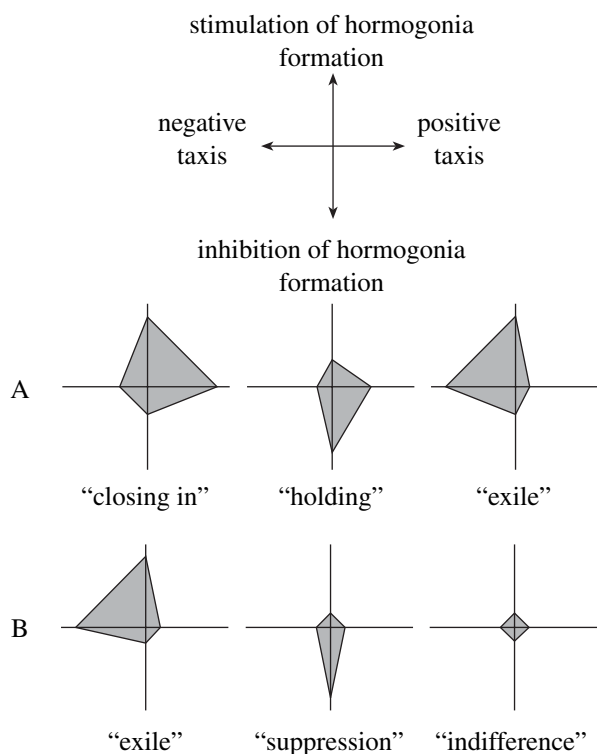 stimulation of hormogonia
formation
negative
taxis
positive
taxis
inhibition of hormogonia
formation
A
“closing in” “holding” “exile”
B
“exile” “suppression” “indifference”